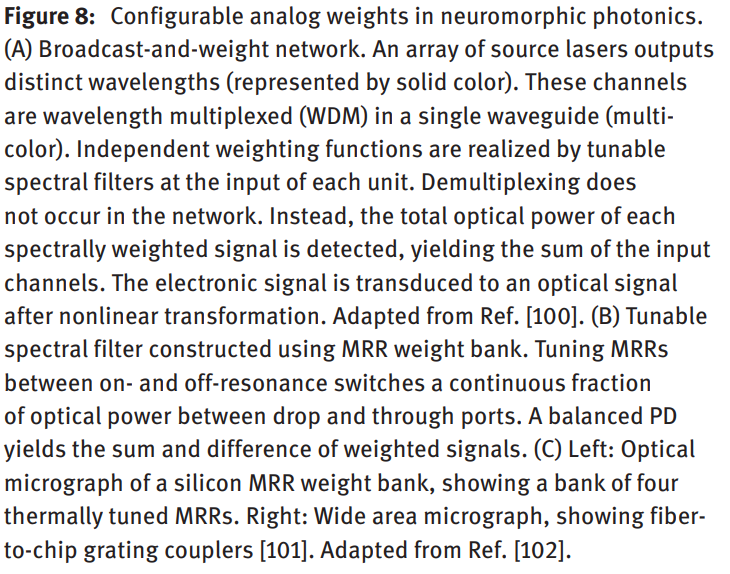 Figure 8: Configurable analog weights in neuromorphic photonics.
(A) Broadcast-and-weight network. An array of source lasers outputs
distinct wavelengths (represented by solid color). These channels
are wavelength multiplexed (WDM) in a single waveguide (multi-
color). Independent weighting functions are realized by tunable
spectral filters at the input of each unit. Demultiplexing does
not occur in the network. Instead, the total optical power of each
spectrally weighted signal is detected, yielding the sum of the input
channels. The electronic signal is transduced to an optical signal
after nonlinear transformation. Adapted from Ref. [100]. (B) Tunable
spectral filter constructed using MRR weight bank. Tuning MRRs
between on- and off-resonance switches a continuous fraction
of optical power between drop and through ports. A balanced PD
yields the sum and difference of weighted signals. (C) Left: Optical
micrograph of a silicon MRR weight bank, showing a bank of four
thermally tuned MRRs. Right: Wide area micrograph, showing fiber-
to-chip grating couplers [101]. Adapted from Ref. [102].